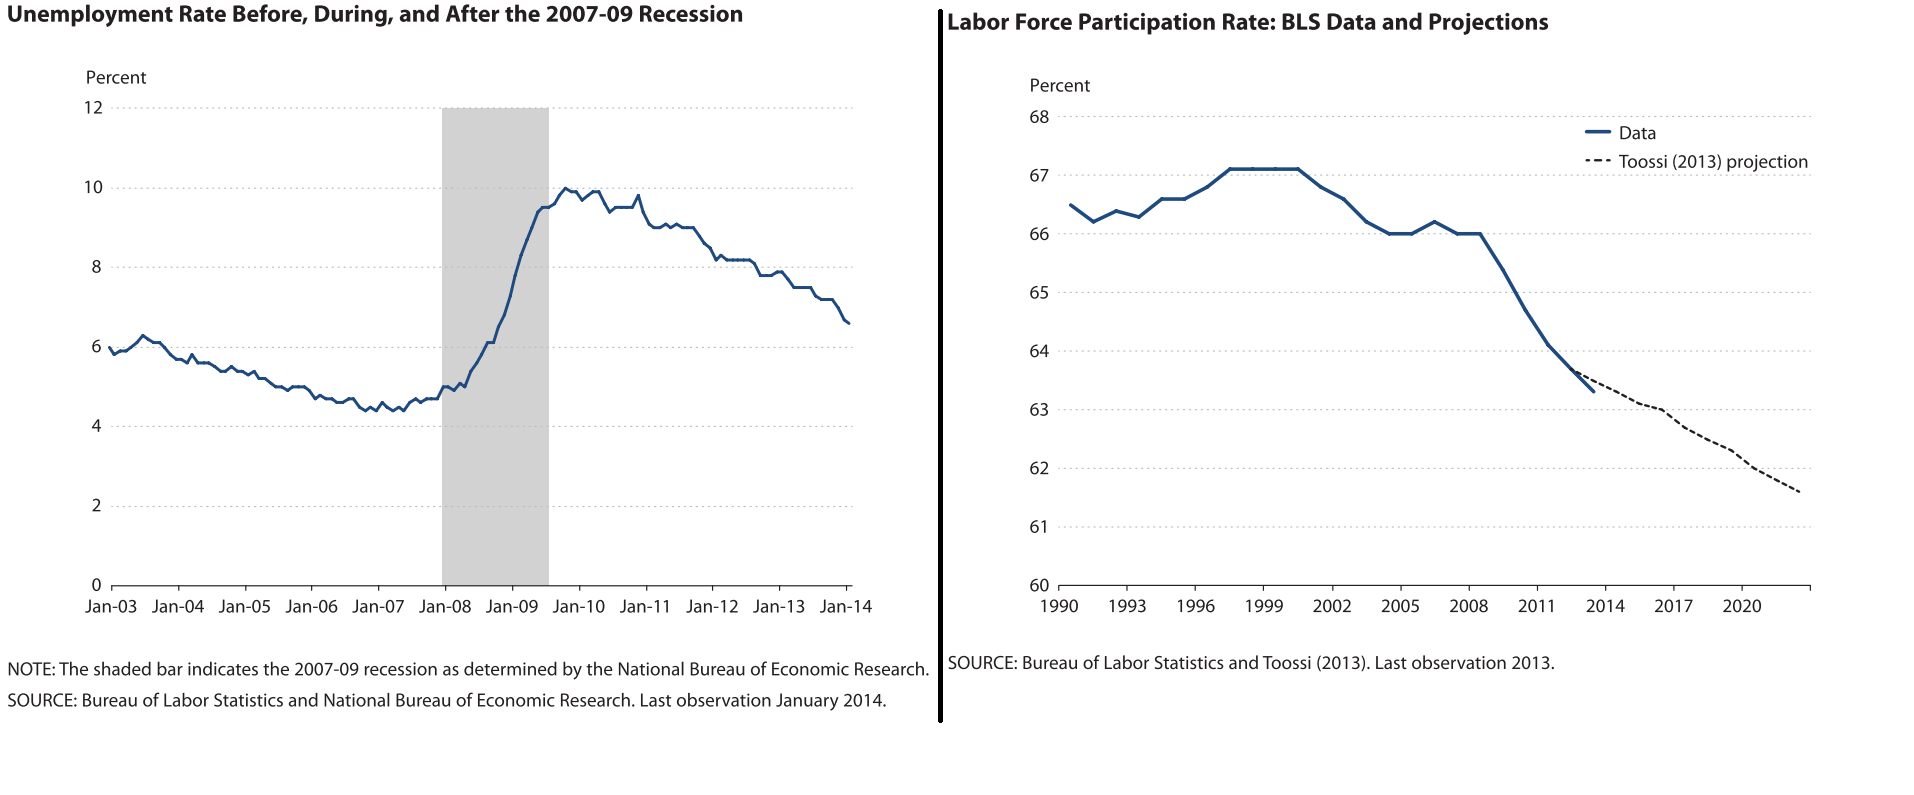 Unemployment Rate Before, During, and After the 2007-09 Recession
Percent
12
10
8
6
4
2
0
Jan-03 Jan-04 Jan-05 Jan-06 Jan-07 Jan-08 Jan-09 Jan-10 Jan-11 Jan-12 Jan-13 Jan-14
NOTE: The shaded bar indicates the 2007-09 recession as determined by the National Bureau of Economic Research.
SOURCE: Bureau of Labor Statistics and National Bureau of Economic Research. Last observation January 2014.
Labor Force Participation Rate: BLS Data and Projections
Percent
68
67
66
65
64
63
62
61
60
Data
Toossi (2013) projection
1990 1993 1996 1999 2002 2005 2008 2011 2014 2017 2020
SOURCE: Bureau of Labor Statistics and Toossi (2013). Last observation 2013.